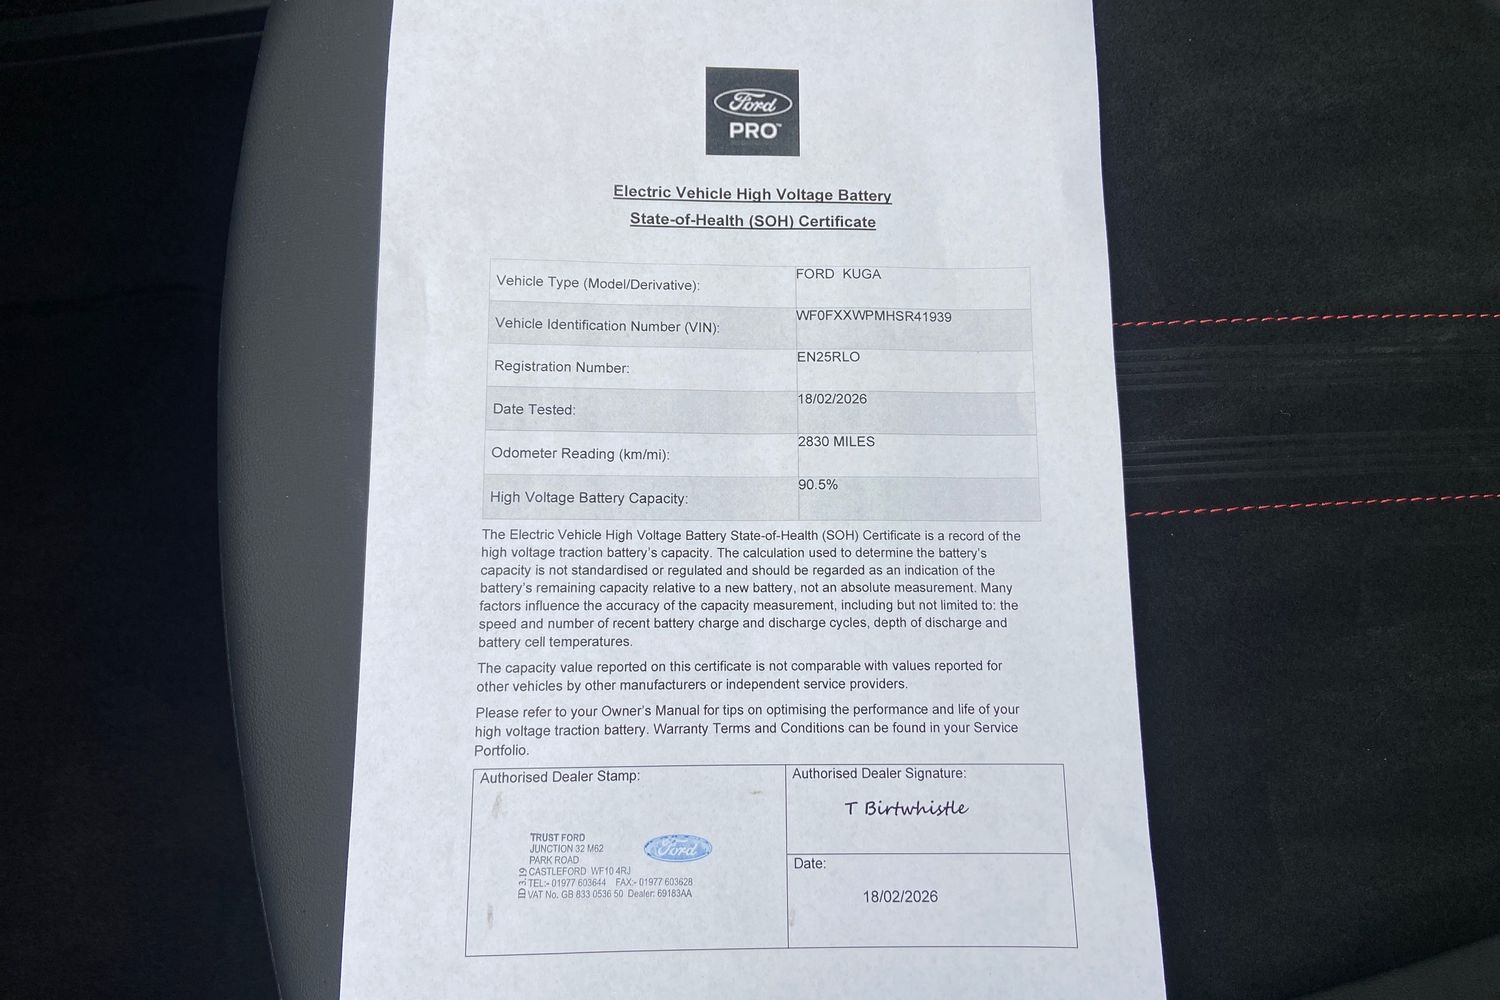 Ford
PRO™
Electric Vehicle High Voltage Battery
State-of-Health (SOH) Certificate
Vehicle Type (Model/Derivative): FORD KUGA
Vehicle Identification Number (VIN): WF0FXXWPMHSR41939
Registration Number: EN25RLO
Date Tested: 18/02/2026
Odometer Reading (km/mi): 2830 MILES
High Voltage Battery Capacity: 90.5%
The Electric Vehicle High Voltage Battery State-of-Health (SOH) Certificate is a record of the
high voltage traction battery's capacity. The calculation used to determine the battery's
capacity is not standardised or regulated and should be regarded as an indication of the
battery's remaining capacity relative to a new battery, not an absolute measurement. Many
factors influence the accuracy of the capacity measurement, including but not limited to: the
speed and number of recent battery charge and discharge cycles, depth of discharge and
battery cell temperatures.
The capacity value reported on this certificate is not comparable with values reported for
other vehicles by other manufacturers or independent service providers.
Please refer to your Owner's Manual for tips on optimising the performance and life of your
high voltage traction battery. Warranty Terms and Conditions can be found in your Service
Portfolio.
Authorised Dealer Stamp:
TRUST FORD
JUNCTION 32 M62
PARK ROAD
CASTLEFORD WF10 4RJ
TEL:- 01977 603644 FAX:- 01977 603628
VAT No. GB 833 0536 50 Dealer: 69183AA
Ford
Authorised Dealer Signature:
T Birtwhistle
Date:
18/02/2026